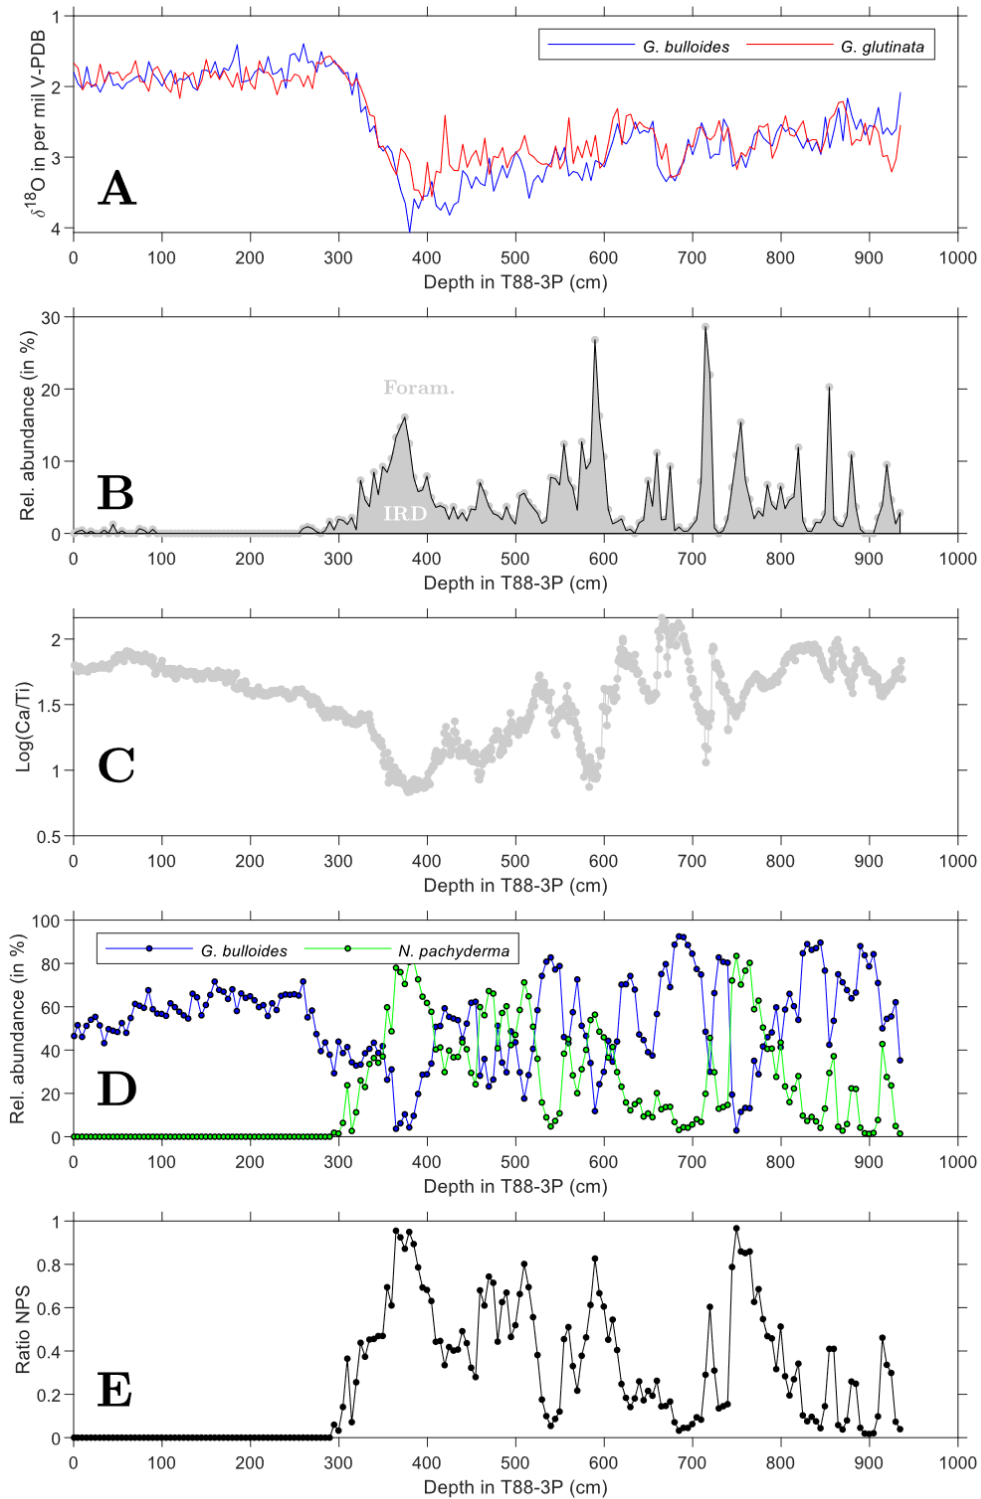 1
2
3
4
δ18O in per mil V-PDB
G. bulloides
G. glutinata
A
0 100 200 300 400 500 600 700 800 900 1000
Depth in T88-3P (cm)
30
20
10
0
Rel. abundance (in %)
Foram.
IRD
B
0 100 200 300 400 500 600 700 800 900 1000
Depth in T88-3P (cm)
2
1.5
1
0.5
Log(Ca/Ti)
C
0 100 200 300 400 500 600 700 800 900 1000
Depth in T88-3P (cm)
100
80
60
40
20
0
Rel. abundance (in %)
G. bulloides
N. pachyderma
D
0 100 200 300 400 500 600 700 800 900 1000
Depth in T88-3P (cm)
1
0.8
0.6
0.4
0.2
0
Ratio NPS
E
0 100 200 300 400 500 600 700 800 900 1000
Depth in T88-3P (cm)